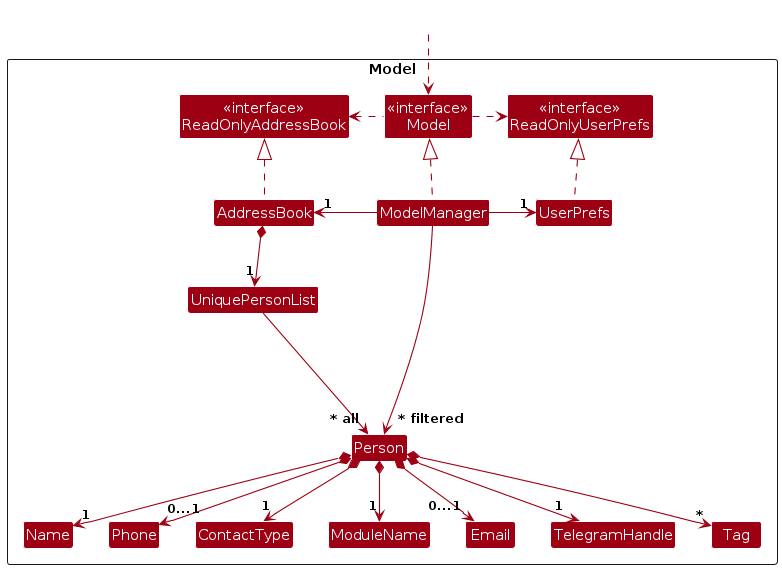 Model
«interface»
ReadOnlyAddressBook
«interface»
Model
«interface»
ReadOnlyUserPrefs
AddressBook
1
ModelManager
1
UserPrefs
1
UniquePersonList
* all
* filtered
Person
1
0...1
1
1
0...1
1
*
Name
Phone
ContactType
ModuleName
Email
TelegramHandle
Tag